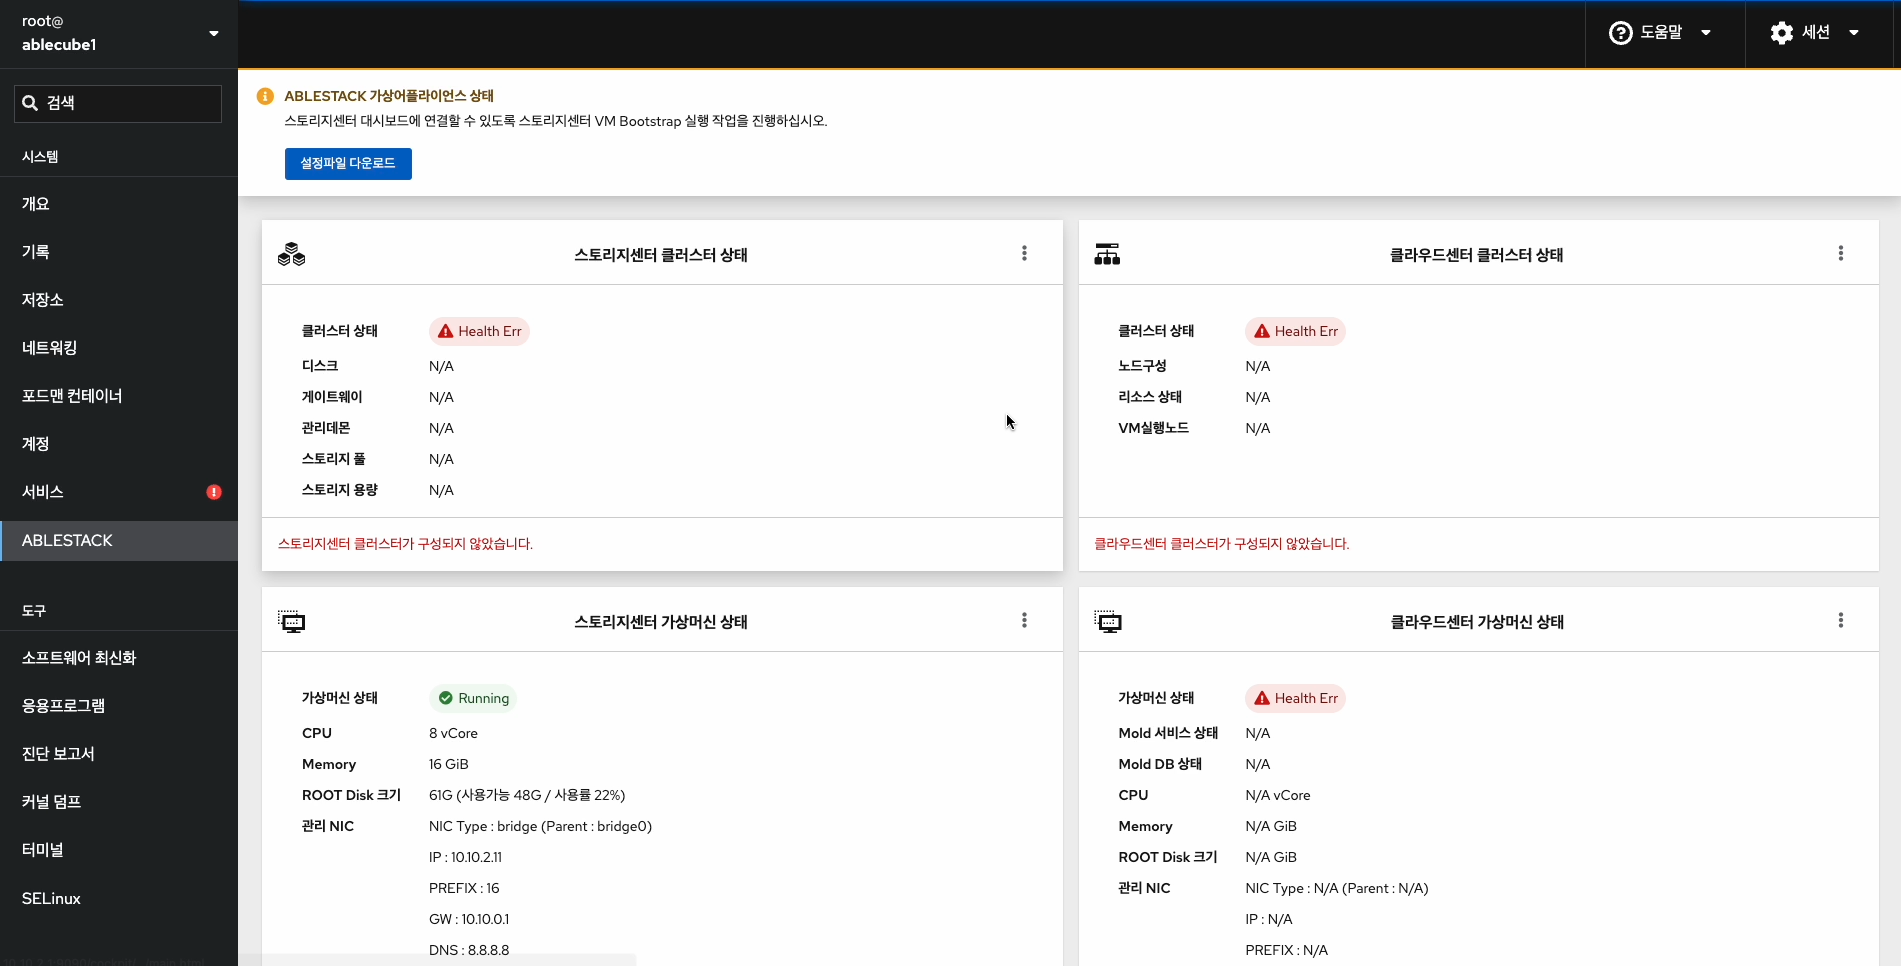 root@
ablecube1
도움말
세션
검색
시스템
개요
기록
저장소
네트워킹
포드맨 컨테이너
계정
서비스
ABLESTACK
도구
소프트웨어 최신화
응용프로그램
진단 보고서
커널 덤프
터미널
SELinux
ABLESTACK 가상어플라이언스 상태
스토리지센터 대시보드에 연결할 수 있도록 스토리지센터 VM Bootstrap 실행 작업을 진행하십시오.
설정파일 다운로드
스토리지센터 클러스터 상태
클러스터 상태 Health Err
디스크 N/A
게이트웨이 N/A
관리데몬 N/A
스토리지 풀 N/A
스토리지 용량 N/A
스토리지센터 클러스터가 구성되지 않았습니다.
클라우드센터 클러스터 상태
클러스터 상태 Health Err
노드구성 N/A
리소스 상태 N/A
VM실행노드 N/A
클라우드센터 클러스터가 구성되지 않았습니다.
스토리지센터 가상머신 상태
가상머신 상태 Running
CPU 8 vCore
Memory 16 GiB
ROOT Disk 크기 61G (사용가능 48G / 사용률 22%)
관리 NIC NIC Type : bridge (Parent : bridge0)
IP : 10.10.2.11
PREFIX : 16
GW : 10.10.0.1
DNS : 8.8.8.8
클라우드센터 가상머신 상태
가상머신 상태 Health Err
Mold 서비스 상태 N/A
Mold DB 상태 N/A
CPU N/A vCore
Memory N/A GiB
ROOT Disk 크기 N/A GiB
관리 NIC NIC Type : N/A (Parent : N/A)
IP : N/A
PREFIX : N/A